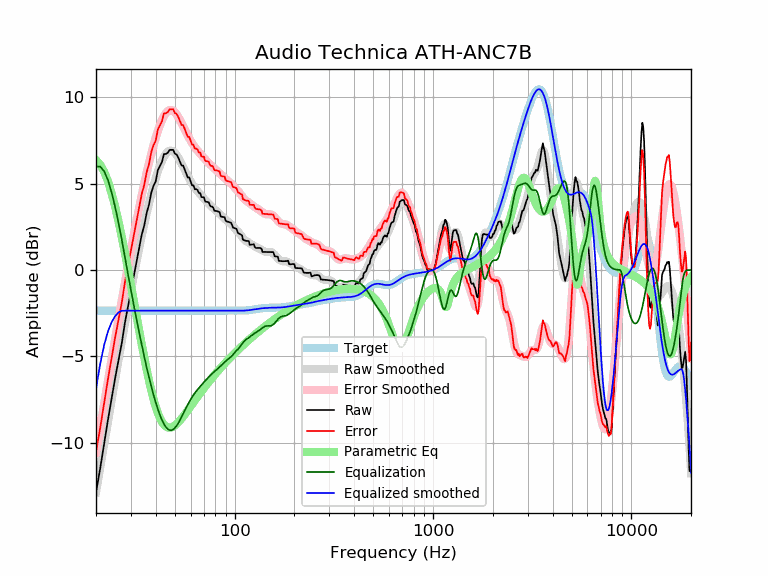 Audio Technica ATH-ANC7B
Amplitude (dBr)
10
5
0
−5
−10
Target
Raw Smoothed
Error Smoothed
Raw
Error
Parametric Eq
Equalization
Equalized smoothed
100
1000
10000
Frequency (Hz)